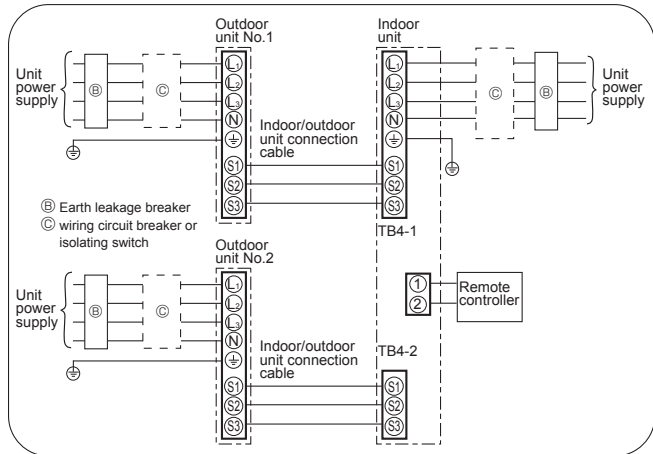 Outdoor
unit No.1
Indoor
unit
Unit
power
supply
Ⓑ
Ⓒ
L1
L2
L3
N
⏚
S1
S2
S3
Indoor/outdoor
unit connection
cable
L1
L2
L3
N
⏚
S1
S2
S3
TB4-1
Ⓒ
Ⓑ
Unit
power
supply
Ⓑ Earth leakage breaker
Ⓒ wiring circuit breaker or
isolating switch
Outdoor
unit No.2
Unit
power
supply
Ⓑ
Ⓒ
L1
L2
L3
N
⏚
S1
S2
S3
Indoor/outdoor
unit connection
cable
1
2
Remote
controller
TB4-2
S1
S2
S3